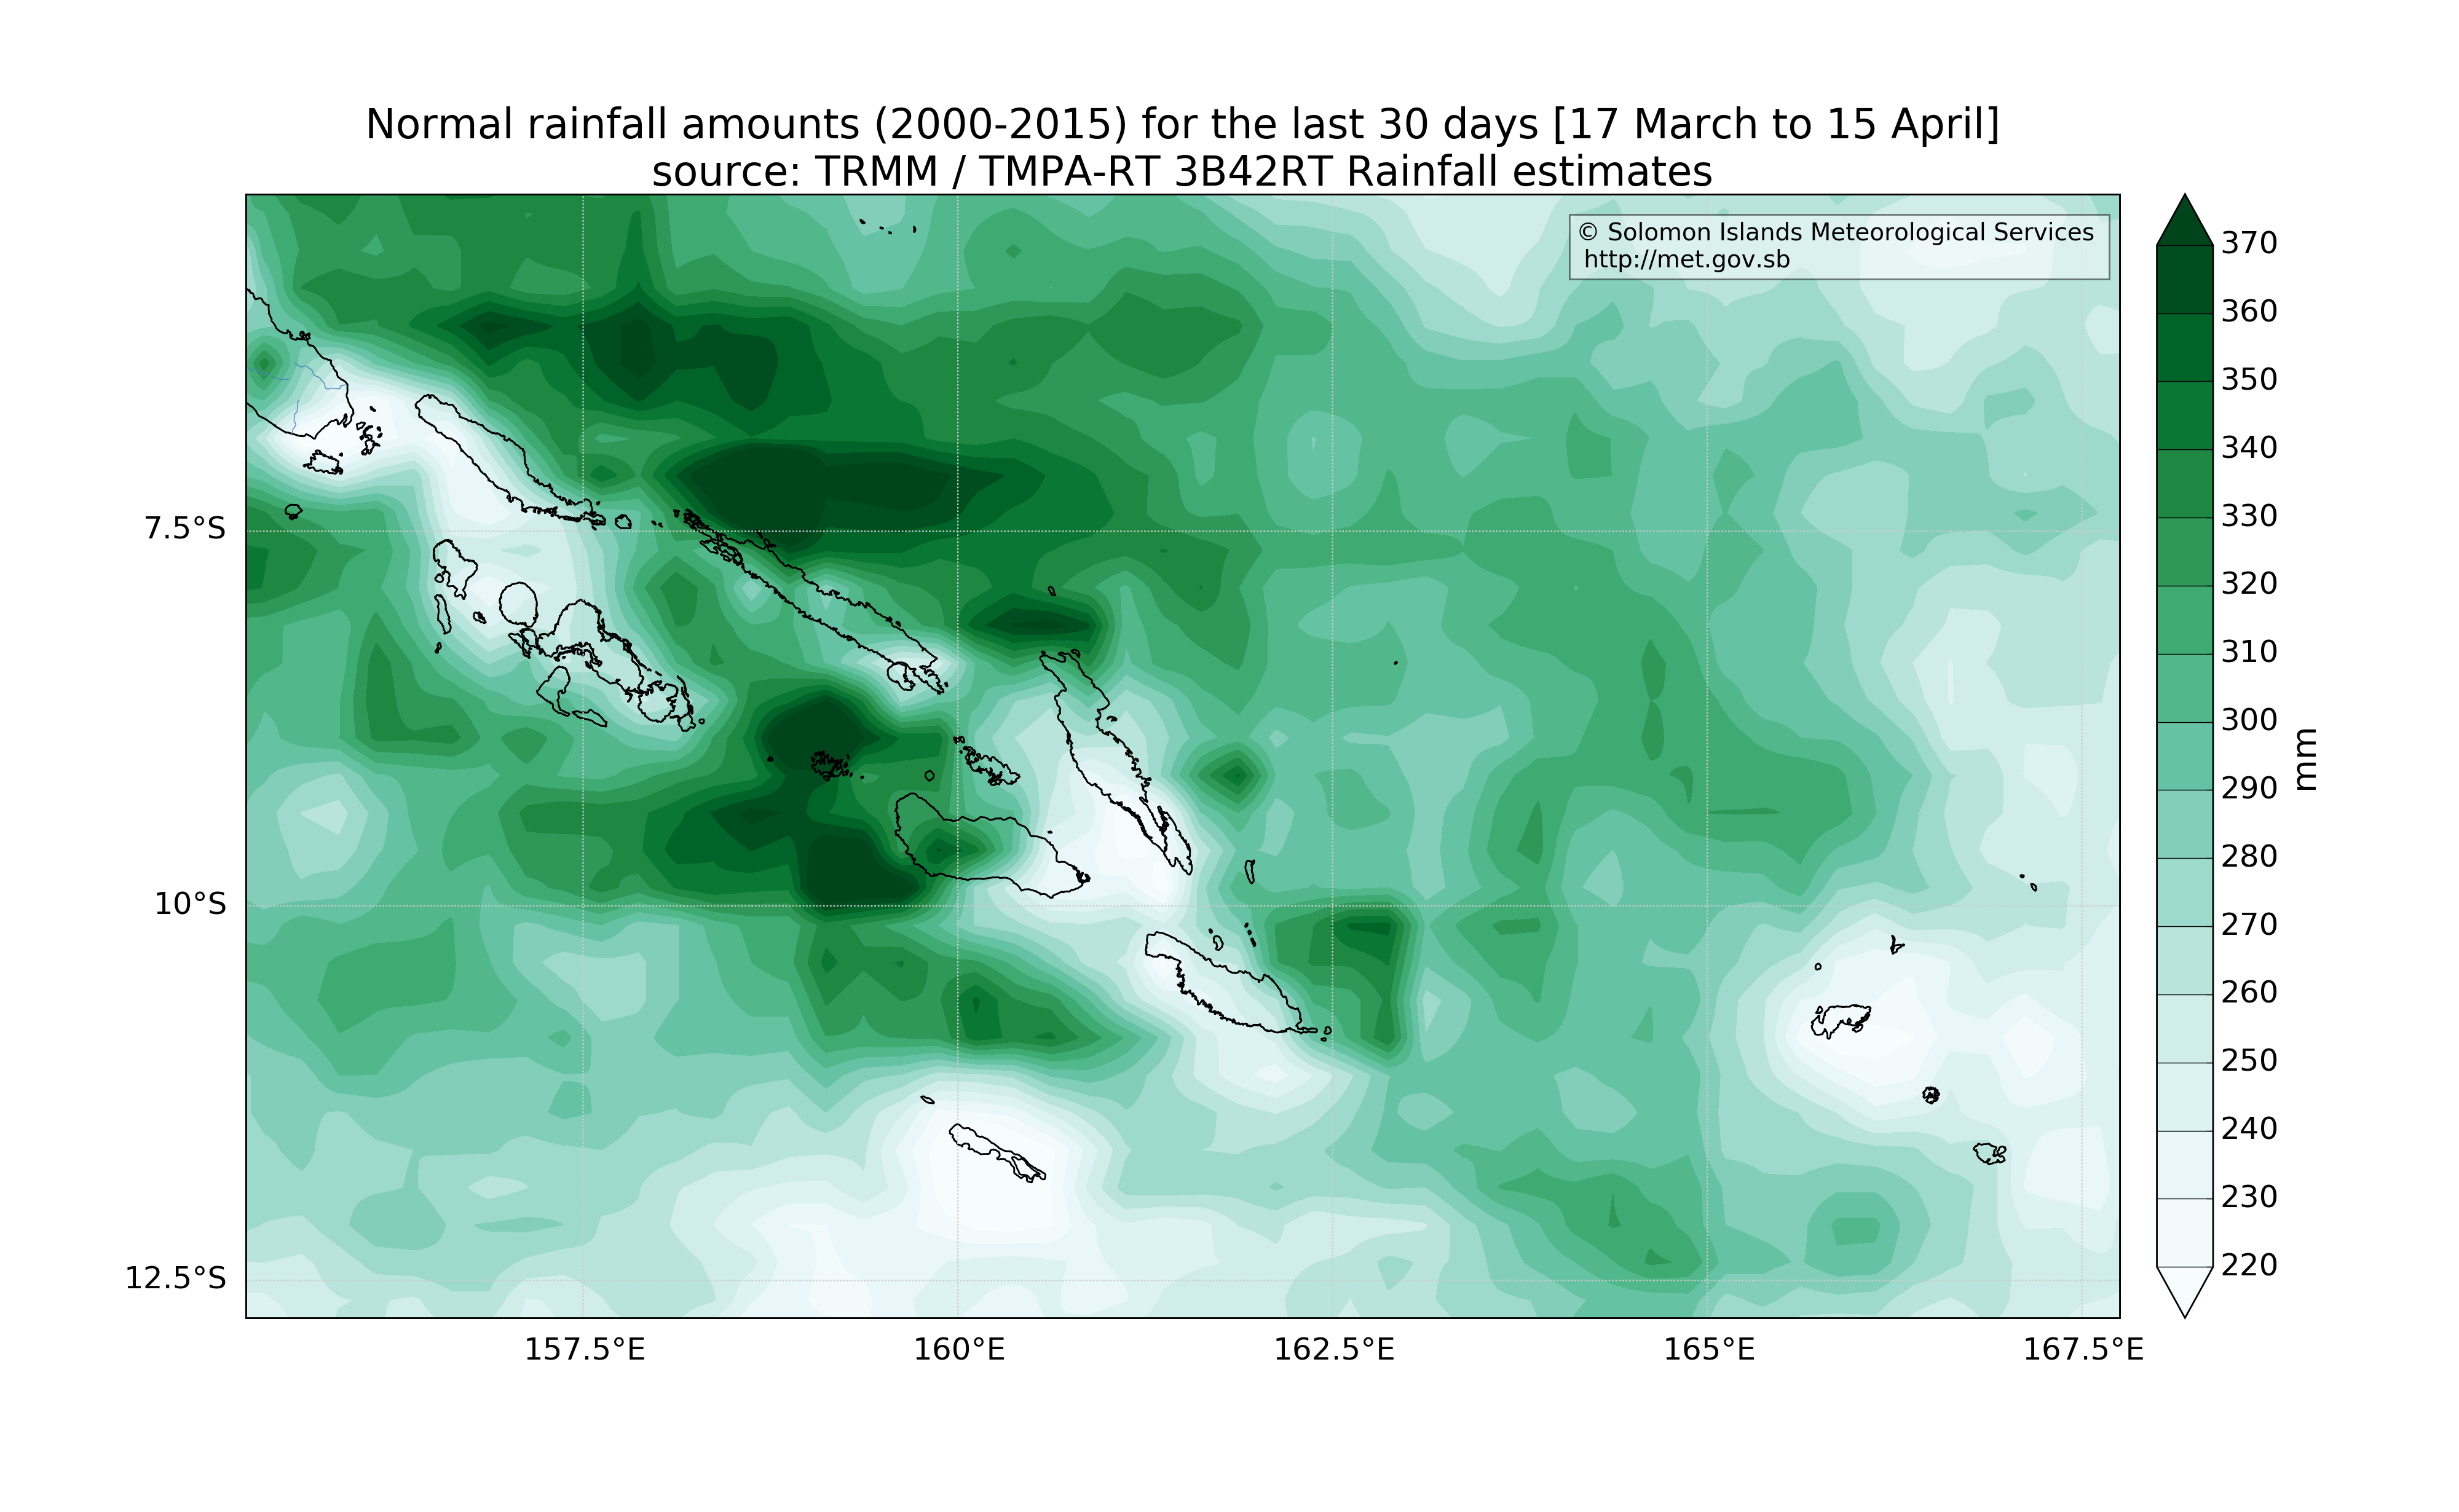 Normal rainfall amounts (2000-2015) for the last 30 days [17 March to 15 April]
source: TRMM / TMPA-RT 3B42RT Rainfall estimates
© Solomon Islands Meteorological Services
http://met.gov.sb
7.5°S
10°S
12.5°S
157.5°E
160°E
162.5°E
165°E
167.5°E
370
360
350
340
330
320
310
300
290
280
270
260
250
240
230
220
mm